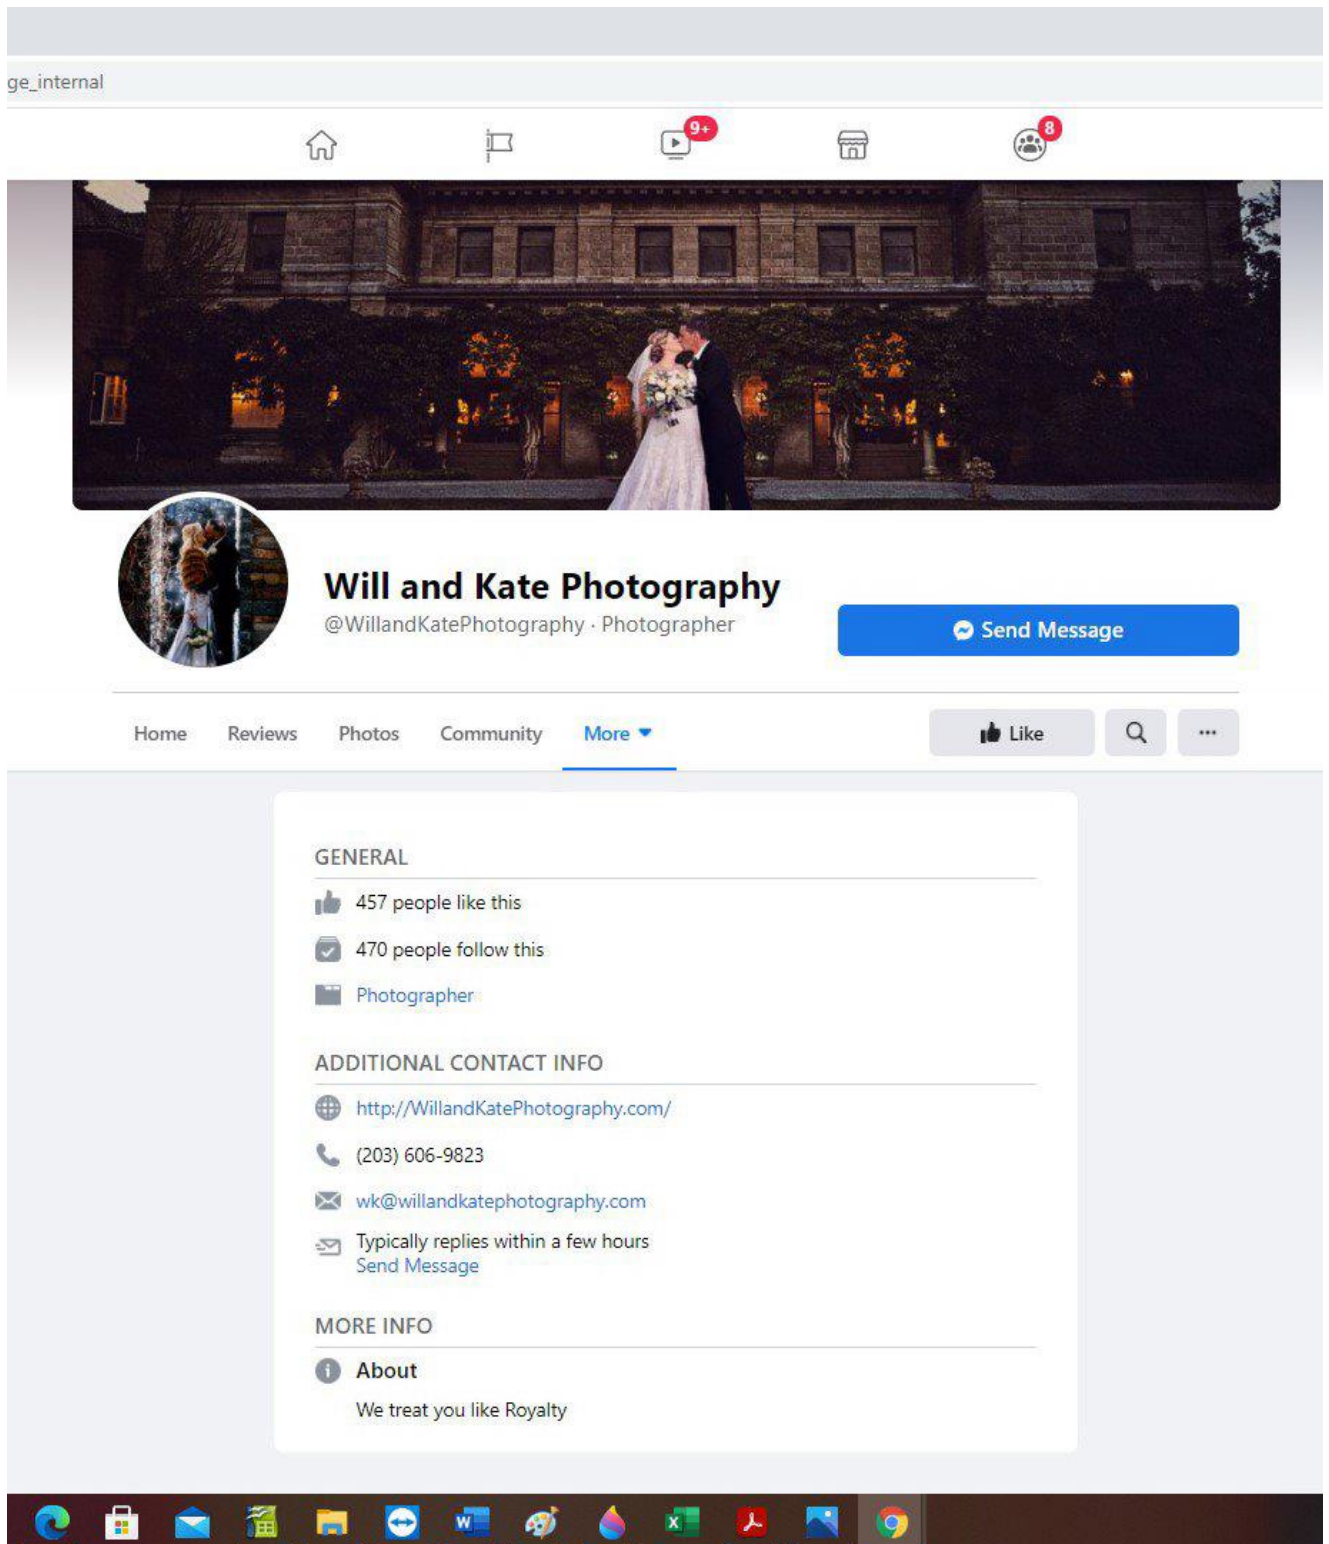 ge_internal
9+
8
Will and Kate Photography
@WillandKatePhotography · Photographer
Send Message
Home Reviews Photos Community More
Like
GENERAL
457 people like this
470 people follow this
Photographer
ADDITIONAL CONTACT INFO
http://WillandKatePhotography.com/
(203) 606-9823
wk@willandkatephotography.com
Typically replies within a few hours
Send Message
MORE INFO
About
We treat you like Royalty